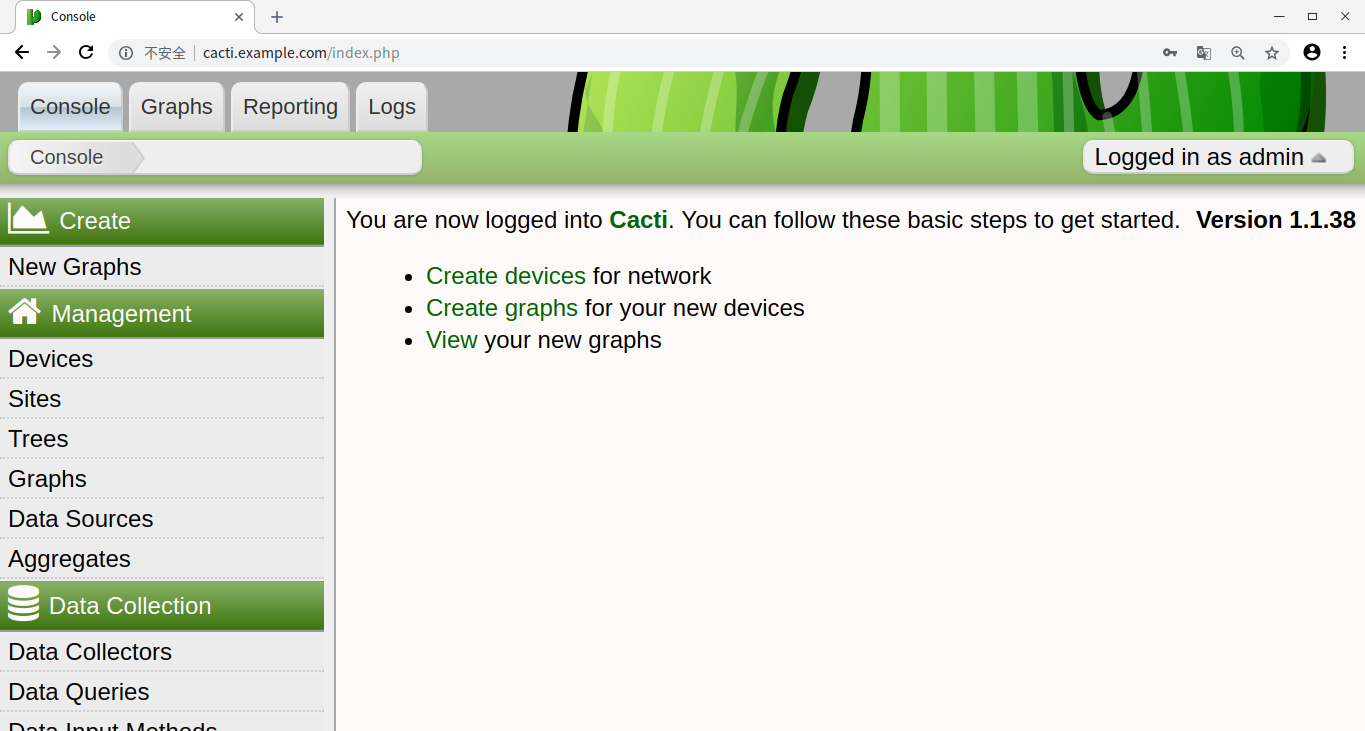 Console
不安全 cacti.example.com/index.php
Console Graphs Reporting Logs
Console
Logged in as admin
Create
New Graphs
Management
Devices
Sites
Trees
Graphs
Data Sources
Aggregates
Data Collection
Data Collectors
Data Queries
Data Input Methods
You are now logged into Cacti. You can follow these basic steps to get started. Version 1.1.38
Create devices for network
Create graphs for your new devices
View your new graphs